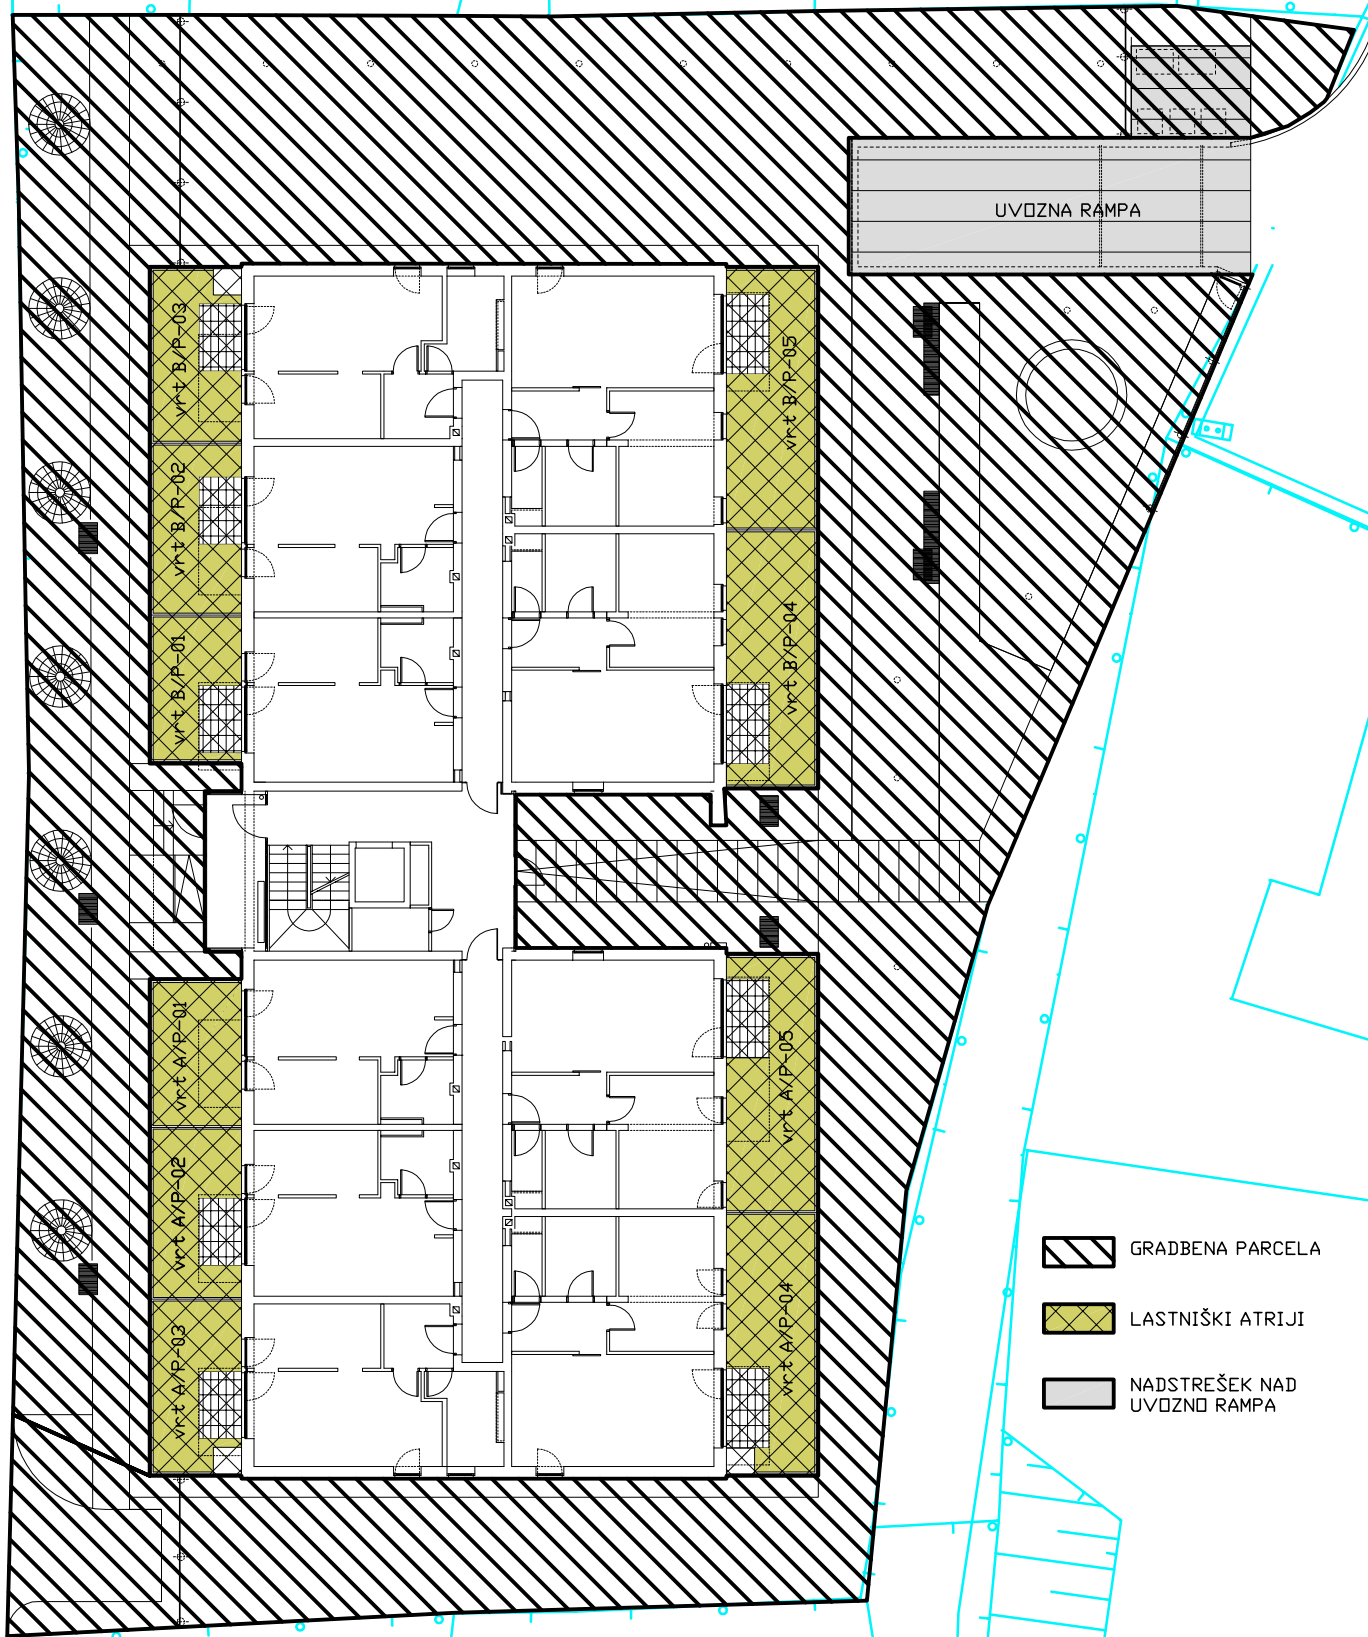 UVOZNA RAMPA
vrt B/P-03
vrt B/P-05
vrt B/P-02
vrt B/P-01
vrt B/P-04
vrt A/P-01
vrt A/P-05
vrt A/P-02
vrt A/P-03
vrt A/P-04
GRADBENA PARCELA
LASTNIŠKI ATRIJI
NADSTREŠEK NAD
UVOZNO RAMPA